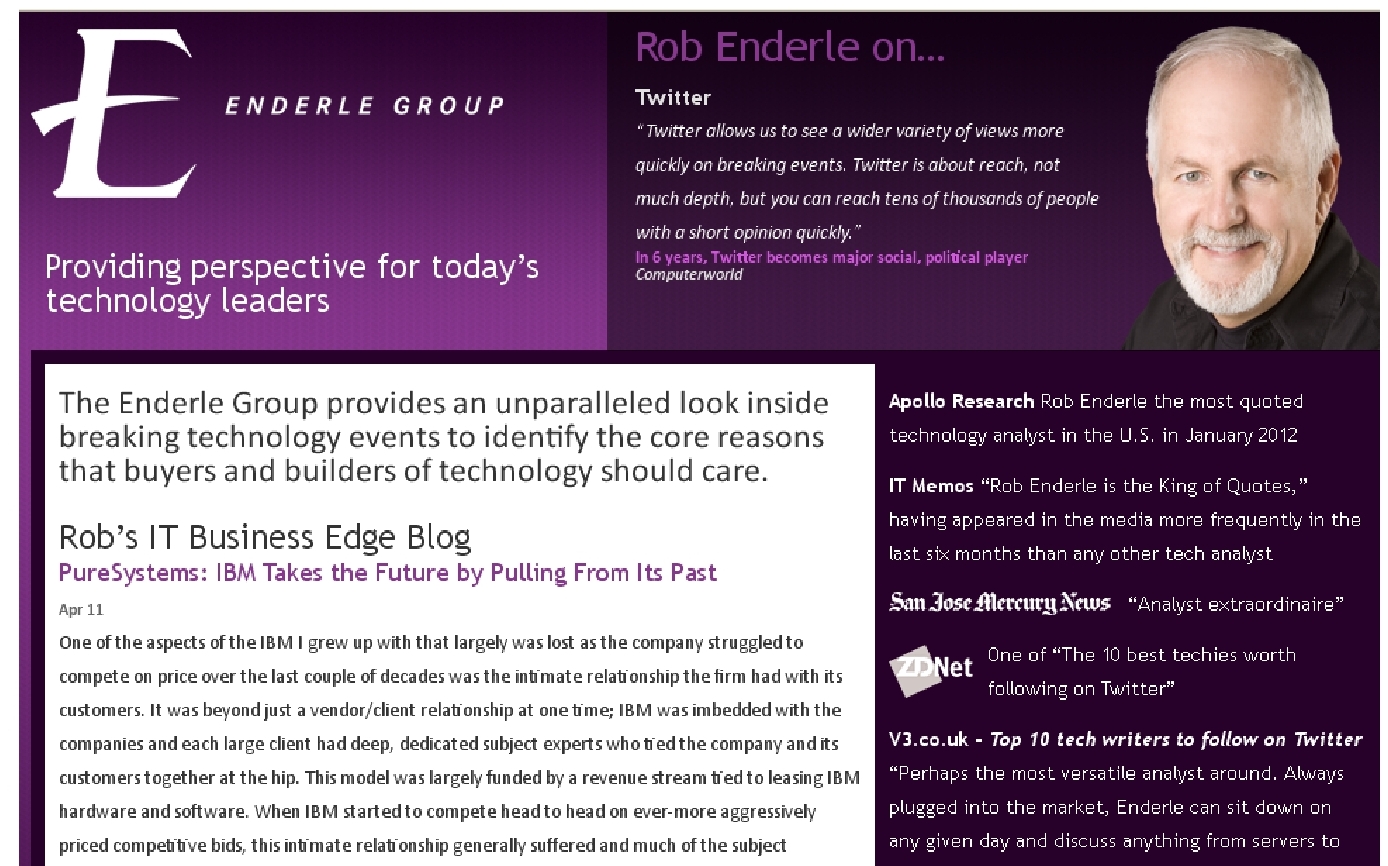 E
ENDERLE GROUP
Providing perspective for today's
technology leaders
Rob Enderle on...
Twitter
"Twitter allows us to see a wider variety of views more
quickly on breaking events. Twitter is about reach, not
much depth, but you can reach tens of thousands of people
with a short opinion quickly."
In 6 years, Twitter becomes major social, political player
Computerworld
The Enderle Group provides an unparalleled look inside
breaking technology events to identify the core reasons
that buyers and builders of technology should care.
Rob's IT Business Edge Blog
PureSystems: IBM Takes the Future by Pulling From Its Past
Apr 11
One of the aspects of the IBM I grew up with that largely was lost as the company struggled to
compete on price over the last couple of decades was the intimate relationship the firm had with its
customers. It was beyond just a vendor/client relationship at one time; IBM was imbedded with the
companies and each large client had deep, dedicated subject experts who tied the company and its
customers together at the hip. This model was largely funded by a revenue stream tied to leasing IBM
hardware and software. When IBM started to compete head to head on ever-more aggressively
priced competitive bids, this intimate relationship generally suffered and much of the subject
Apollo Research Rob Enderle the most quoted
technology analyst in the U.S. in January 2012
IT Memos "Rob Enderle is the King of Quotes,"
having appeared in the media more frequently in the
last six months than any other tech analyst
San Jose Mercury News "Analyst extraordinaire"
ZDNet One of "The 10 best techies worth
following on Twitter"
V3.co.uk - Top 10 tech writers to follow on Twitter
"Perhaps the most versatile analyst around. Always
plugged into the market, Enderle can sit down on
any given day and discuss anything from servers to